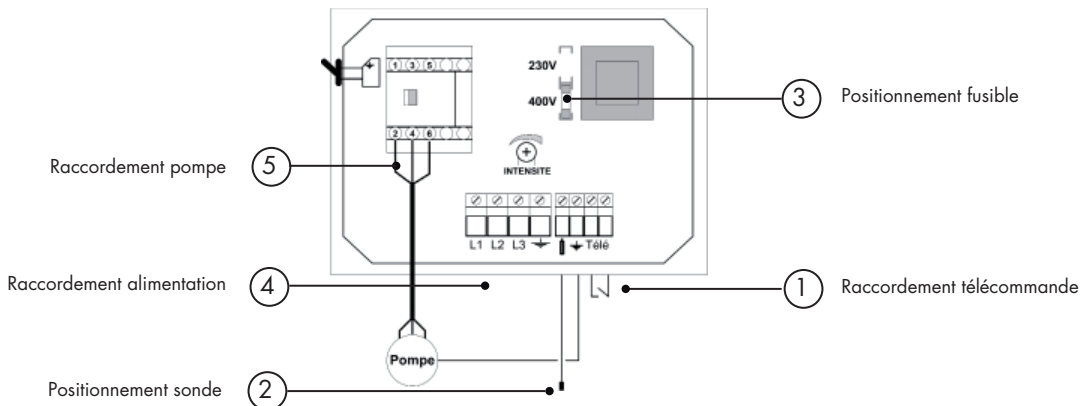 1 3 5
230V
400V
3 Positionnement fusible
2 4 6
Raccordement pompe 5
INTENSITE
L1 L2 L3 Télé
Raccordement alimentation 4
1 Raccordement télécommande
Pompe
Positionnement sonde 2